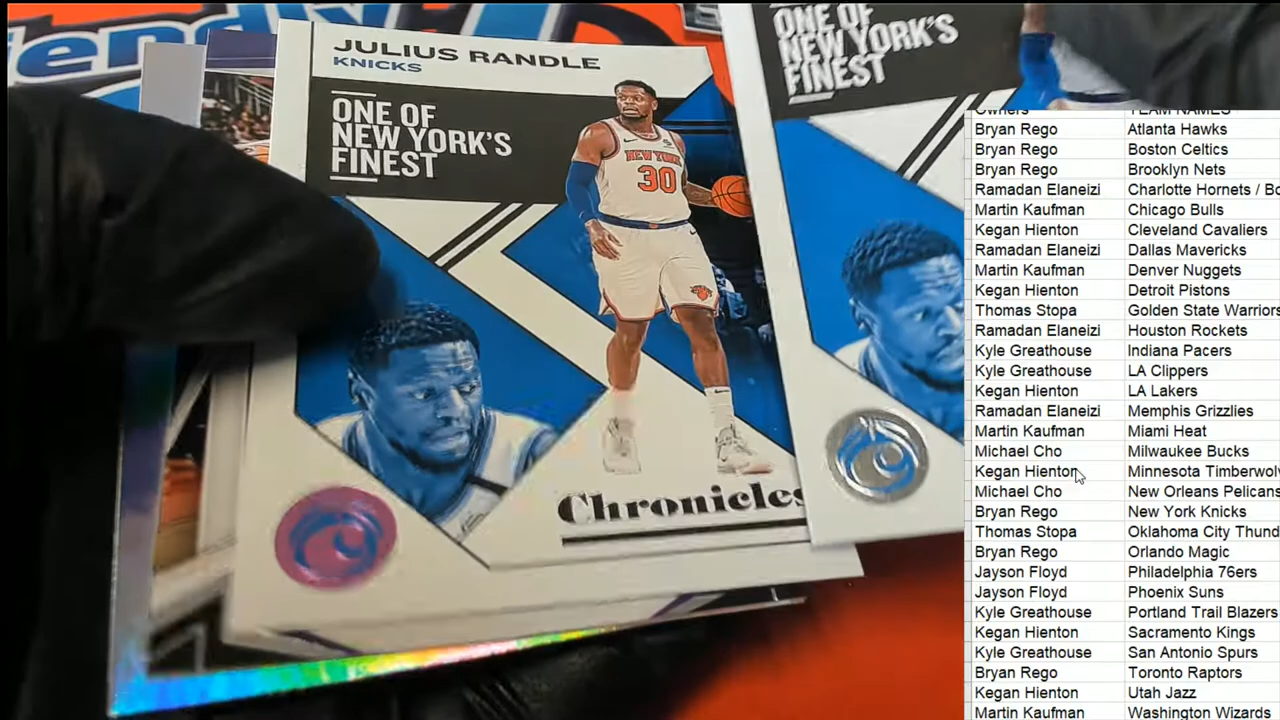 JULIUS RANDLE
KNICKS
ONE OF
NEW YORK'S
FINEST
NEW YORK
30
Chronicles
ONE OF
NEW YORK'S
FINEST
Owners TEAM NAMES
Bryan Rego Atlanta Hawks
Bryan Rego Boston Celtics
Bryan Rego Brooklyn Nets
Ramadan Elaneizi Charlotte Hornets / Bo
Martin Kaufman Chicago Bulls
Kegan Hienton Cleveland Cavaliers
Ramadan Elaneizi Dallas Mavericks
Martin Kaufman Denver Nuggets
Kegan Hienton Detroit Pistons
Thomas Stopa Golden State Warriors
Ramadan Elaneizi Houston Rockets
Kyle Greathouse Indiana Pacers
Kyle Greathouse LA Clippers
Kegan Hienton LA Lakers
Ramadan Elaneizi Memphis Grizzlies
Martin Kaufman Miami Heat
Michael Cho Milwaukee Bucks
Kegan Hienton Minnesota Timberwol
Michael Cho New Orleans Pelicans
Bryan Rego New York Knicks
Thomas Stopa Oklahoma City Thund
Bryan Rego Orlando Magic
Jayson Floyd Philadelphia 76ers
Jayson Floyd Phoenix Suns
Kyle Greathouse Portland Trail Blazers
Kegan Hienton Sacramento Kings
Kyle Greathouse San Antonio Spurs
Bryan Rego Toronto Raptors
Kegan Hienton Utah Jazz
Martin Kaufman Washington Wizards